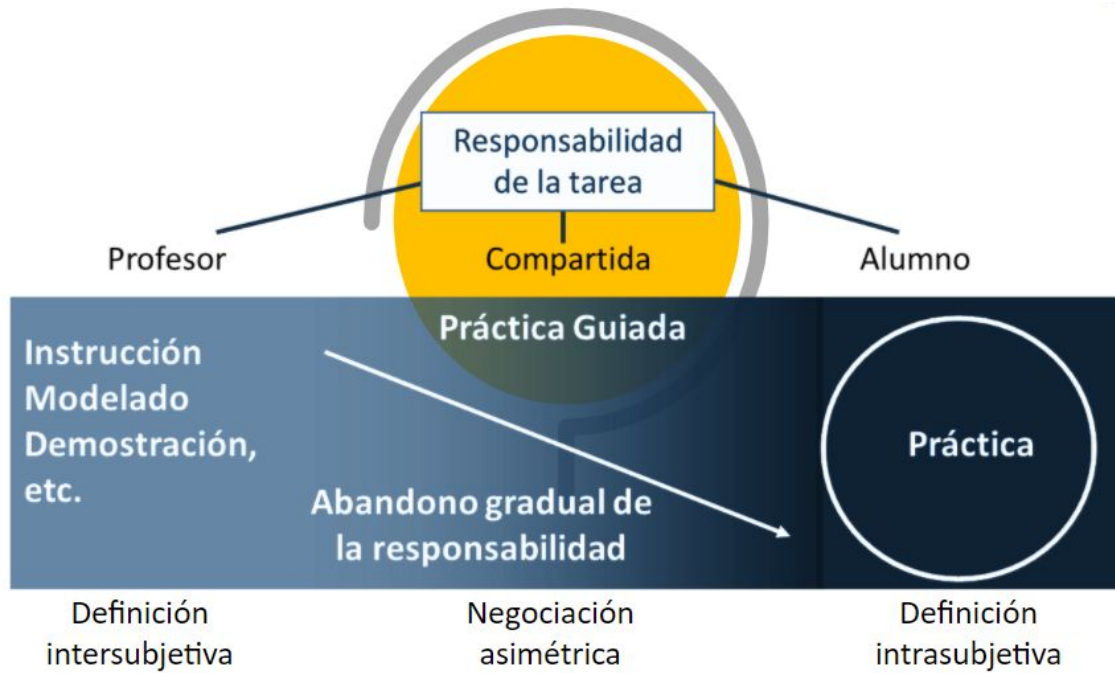 Responsabilidad
de la tarea
Profesor
Compartida
Alumno
Práctica Guiada
Instrucción
Modelado
Demostración,
etc.
Práctica
Abandono gradual de
la responsabilidad
Definición
intersubjetiva
Negociación
asimétrica
Definición
intrasubjetiva